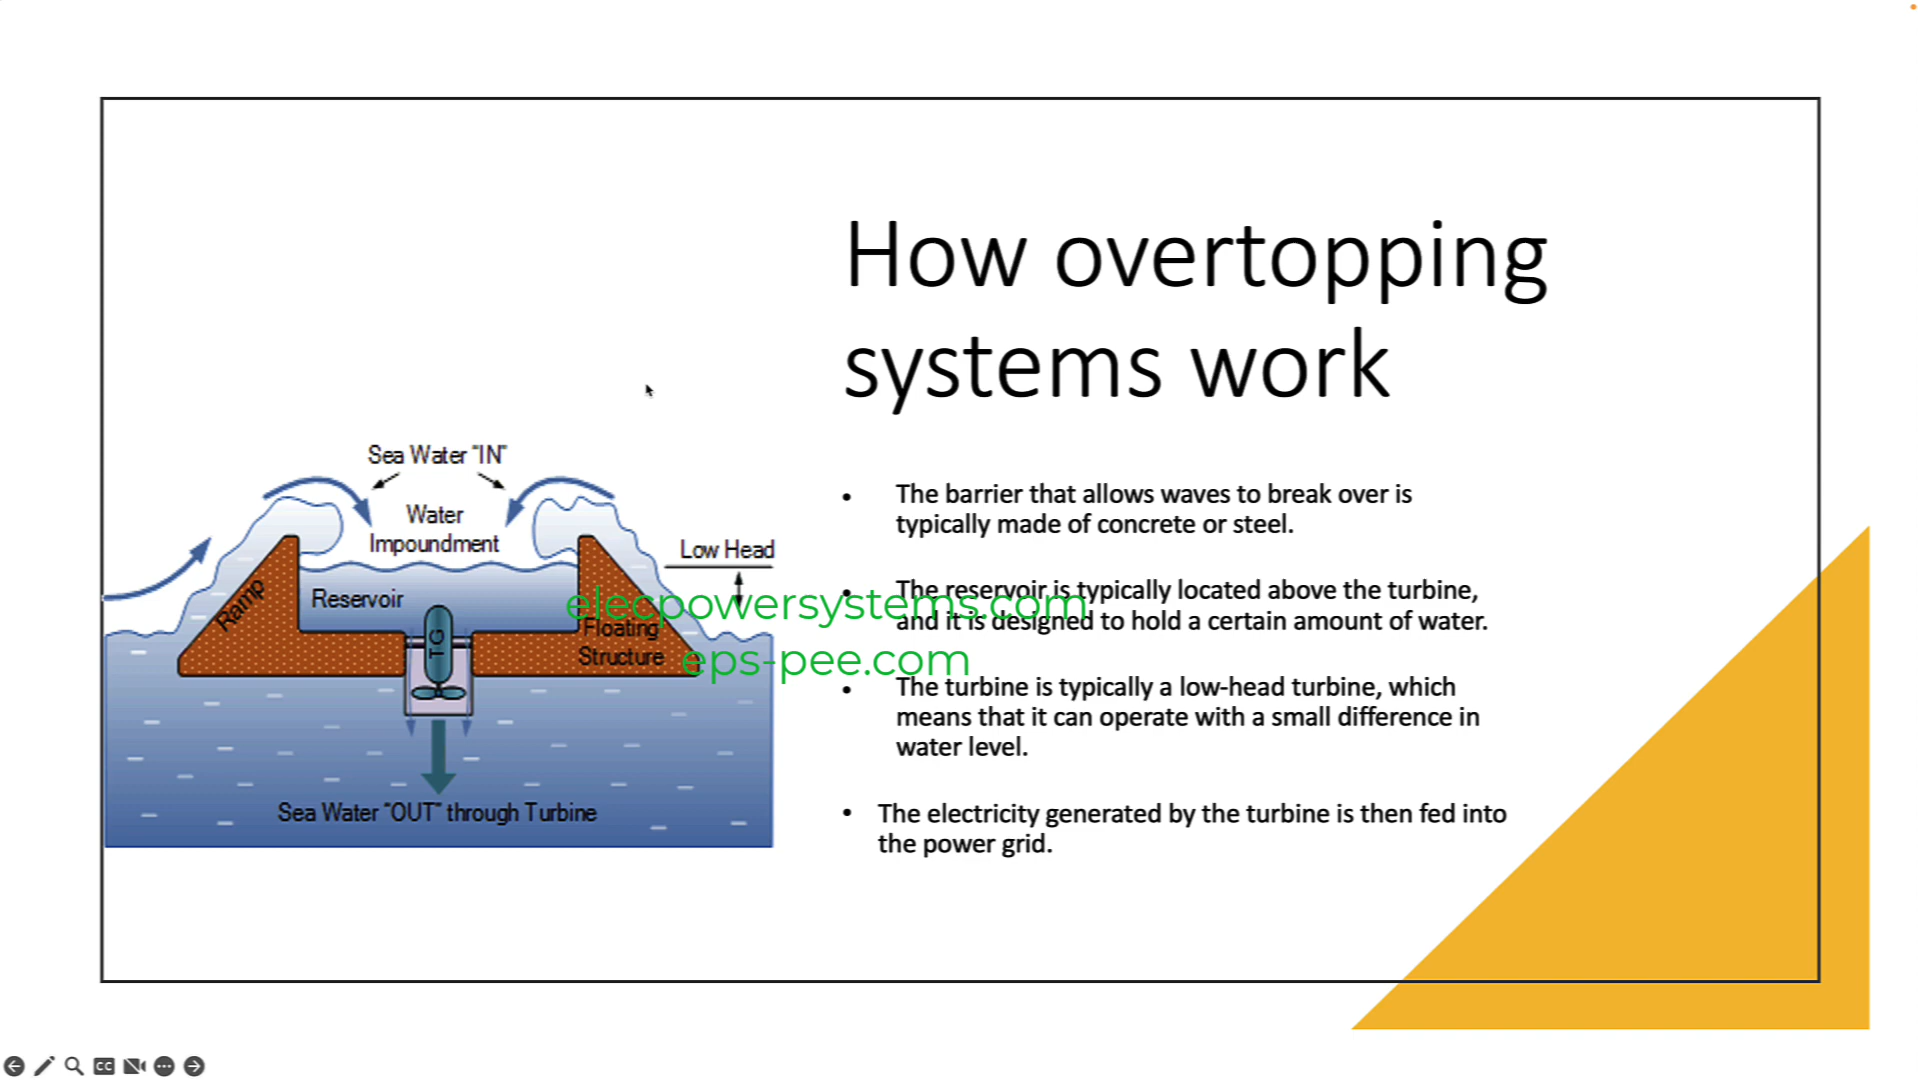 How overtopping
systems work
Sea Water "IN"
Water
Impoundment
Low Head
Ramp
Reservoir
TG
Floating
Structure
Sea Water "OUT" through Turbine
• The barrier that allows waves to break over is
typically made of concrete or steel.
• The reservoir is typically located above the turbine,
and it is designed to hold a certain amount of water.
• The turbine is typically a low-head turbine, which
means that it can operate with a small difference in
water level.
• The electricity generated by the turbine is then fed into
the power grid.
elecpowersystems.com
eps-pee.com
CC